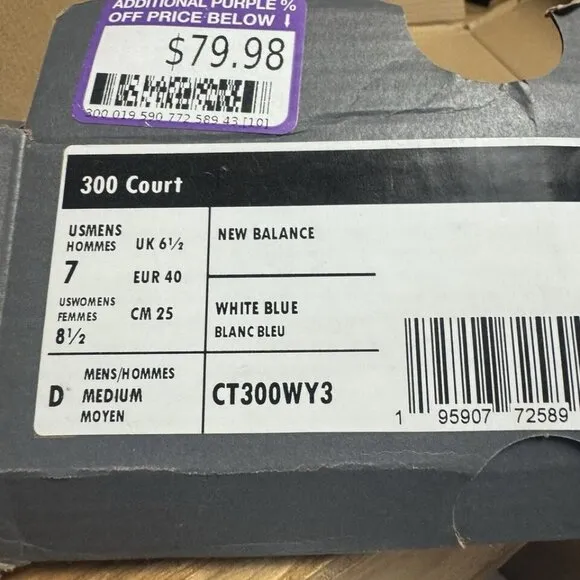 ADDITIONAL PURPLE %
OFF PRICE BELOW ↓
$79.98
300 019 590 772 589 43 [10]
300 Court
USMENS
HOMMES
7
UK 6½
EUR 40
USWOMENS
FEMMES
8½
CM 25
NEW BALANCE
WHITE BLUE
BLANC BLEU
D
MENS/HOMMES
MEDIUM
MOYEN
CT300WY3
1 95907 72589